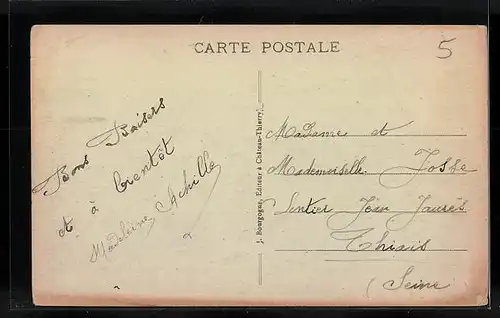 CARTE POSTALE
5
Bons Baisers
et à bientôt
Madeleine, Achille
J. Bourgogne, Editeur à Château-Thierry
Madame et
Mademoiselle Josse
Sentier Jean Jaurès
Thiais
(Seine)